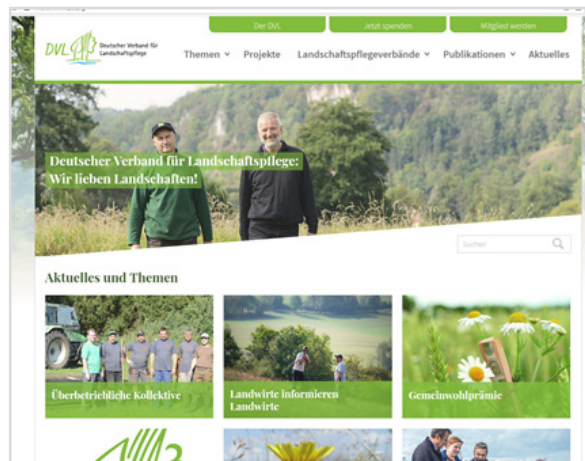 Der DVL
Jetzt spenden
Mitglied werden
DVL
Deutscher Verband für
Landschaftspflege
Themen
Projekte
Landschaftspflegeverbände
Publikationen
Aktuelles
Deutscher Verband für Landschaftspflege:
Wir lieben Landschaften!
Suchen
Aktuelles und Themen
Überbetriebliche Kollektive
Landwirte informieren
Landwirte
Gemeinwohlprämie